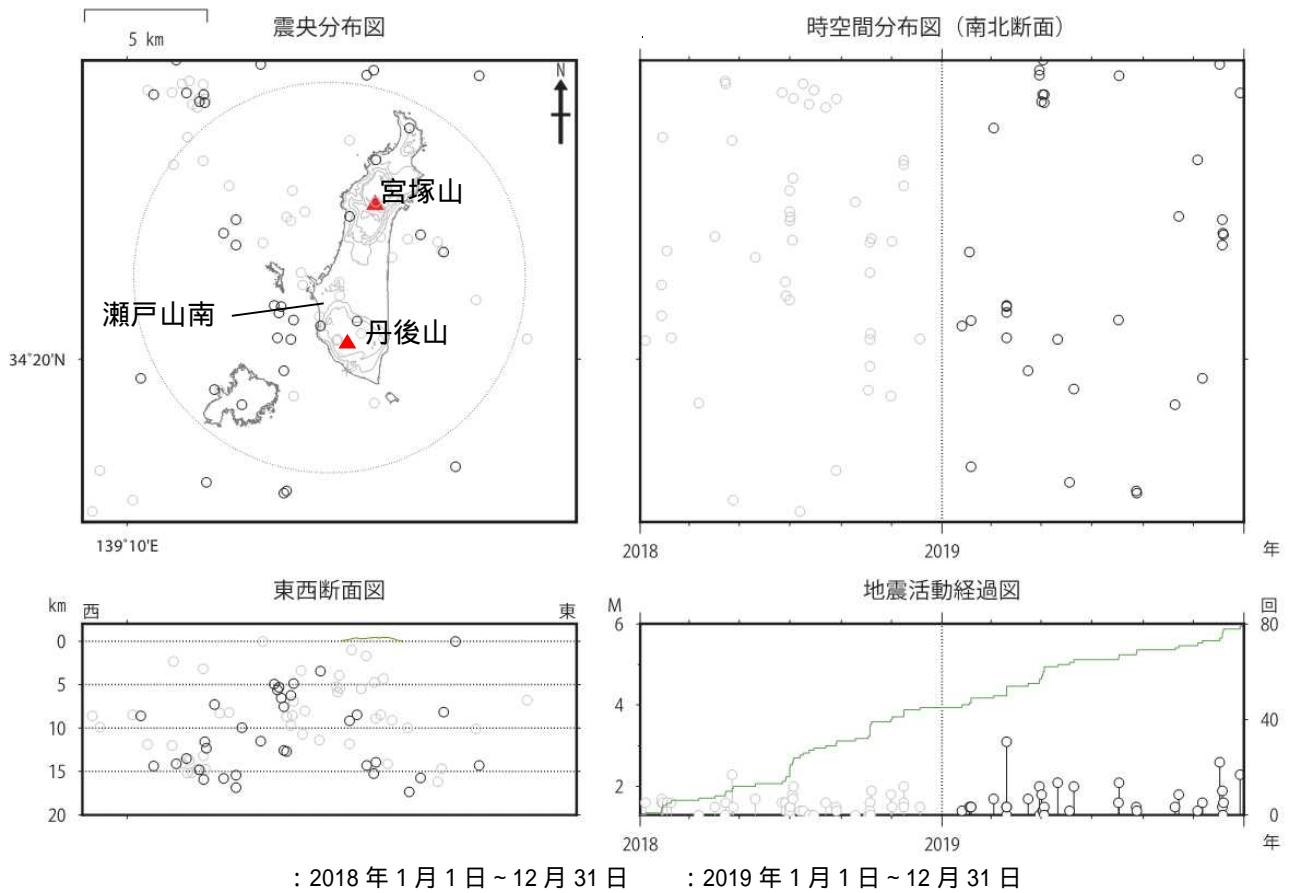 5 km
震央分布図
N
宮塚山
瀬戸山南
丹後山
34°20'N
139°10'E
時空間分布図（南北断面）
2018
2019
年
東西断面図
km
西
東
0
5
10
15
20
地震活動経過図
M
回
6
4
2
80
40
0
2018
2019
年
：2018 年 1 月 1 日 ~ 12 月 31 日
：2019 年 1 月 1 日 ~ 12 月 31 日